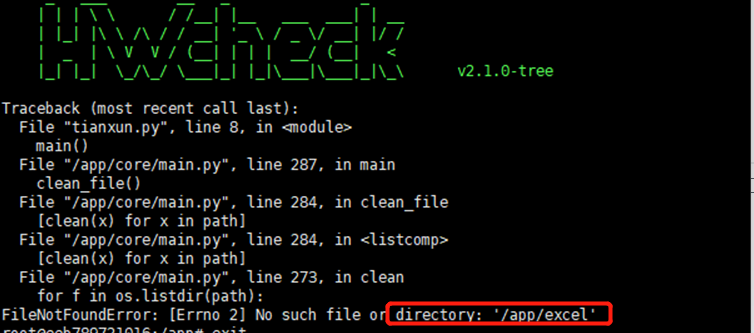 HWcheck
v2.1.0-tree
Traceback (most recent call last):
File "tianxun.py", line 8, in <module>
main()
File "/app/core/main.py", line 287, in main
clean_file()
File "/app/core/main.py", line 284, in clean_file
[clean(x) for x in path]
File "/app/core/main.py", line 284, in <listcomp>
[clean(x) for x in path]
File "/app/core/main.py", line 273, in clean
for f in os.listdir(path):
FileNotFoundError: [Errno 2] No such file or directory: '/app/excel'